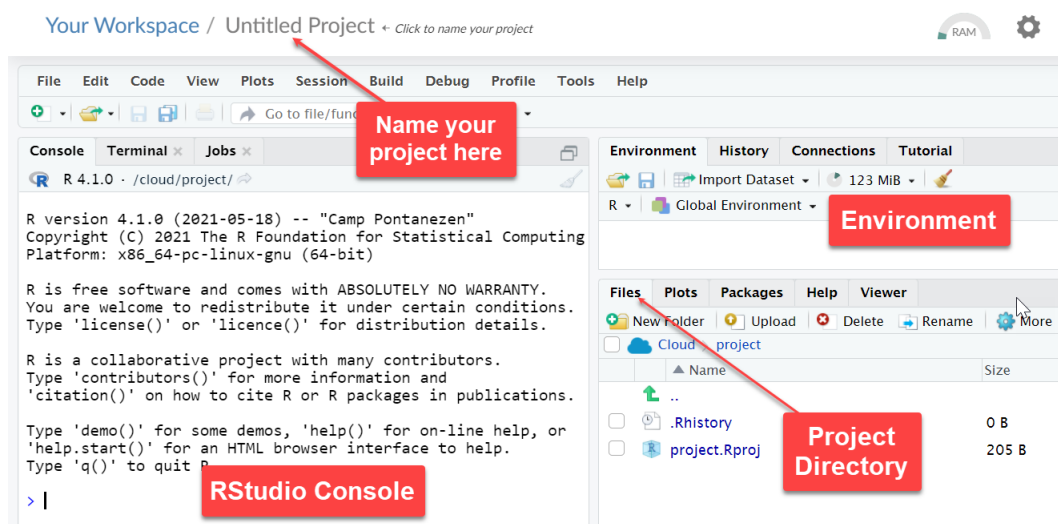 Your Workspace / Untitled Project ← Click to name your project
RAM
File Edit Code View Plots Session Build Debug Profile Tools Help
Go to file/func
Name your
project here
Console Terminal Jobs
R 4.1.0 · /cloud/project/
R version 4.1.0 (2021-05-18) -- "Camp Pontanezen"
Copyright (C) 2021 The R Foundation for Statistical Computing
Platform: x86_64-pc-linux-gnu (64-bit)
R is free software and comes with ABSOLUTELY NO WARRANTY.
You are welcome to redistribute it under certain conditions.
Type 'license()' or 'licence()' for distribution details.
R is a collaborative project with many contributors.
Type 'contributors()' for more information and
'citation()' on how to cite R or R packages in publications.
Type 'demo()' for some demos, 'help()' for on-line help, or
'help.start()' for an HTML browser interface to help.
Type 'q()' to quit R
>
RStudio Console
Environment History Connections Tutorial
Import Dataset 123 MiB
R Global Environment
Environment
Files Plots Packages Help Viewer
New Folder Upload Delete Rename More
Cloud project
Name Size
..
.Rhistory 0 B
project.Rproj 205 B
Project
Directory